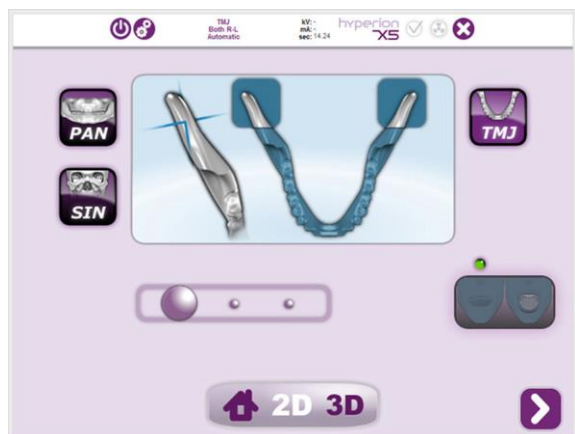 TMJ
Both R-L
Automatic
kV: -
mA: -
sec: 14.24
hyperion
X5
PAN
SIN
TMJ
2D 3D